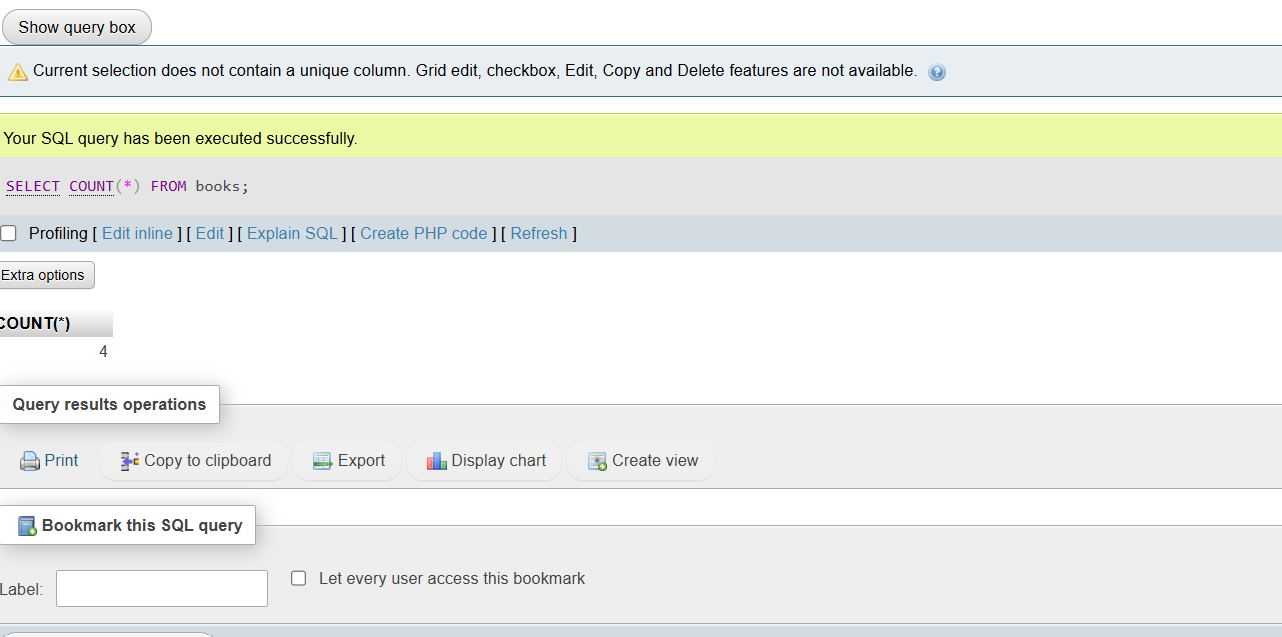 Show query box
Current selection does not contain a unique column. Grid edit, checkbox, Edit, Copy and Delete features are not available.
Your SQL query has been executed successfully.
SELECT COUNT(*) FROM books;
Profiling [ Edit inline ] [ Edit ] [ Explain SQL ] [ Create PHP code ] [ Refresh ]
Extra options
COUNT(*)
4
Query results operations
Print Copy to clipboard Export Display chart Create view
Bookmark this SQL query
Label: Let every user access this bookmark